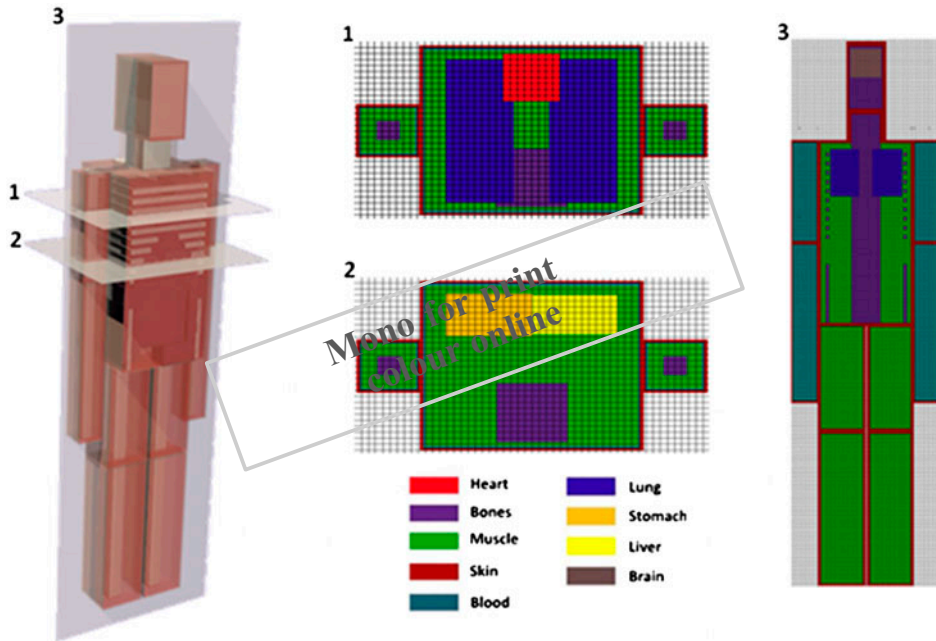 3
1
2
1
2
3
Mono for print
colour online
Heart
Bones
Muscle
Skin
Blood
Lung
Stomach
Liver
Brain